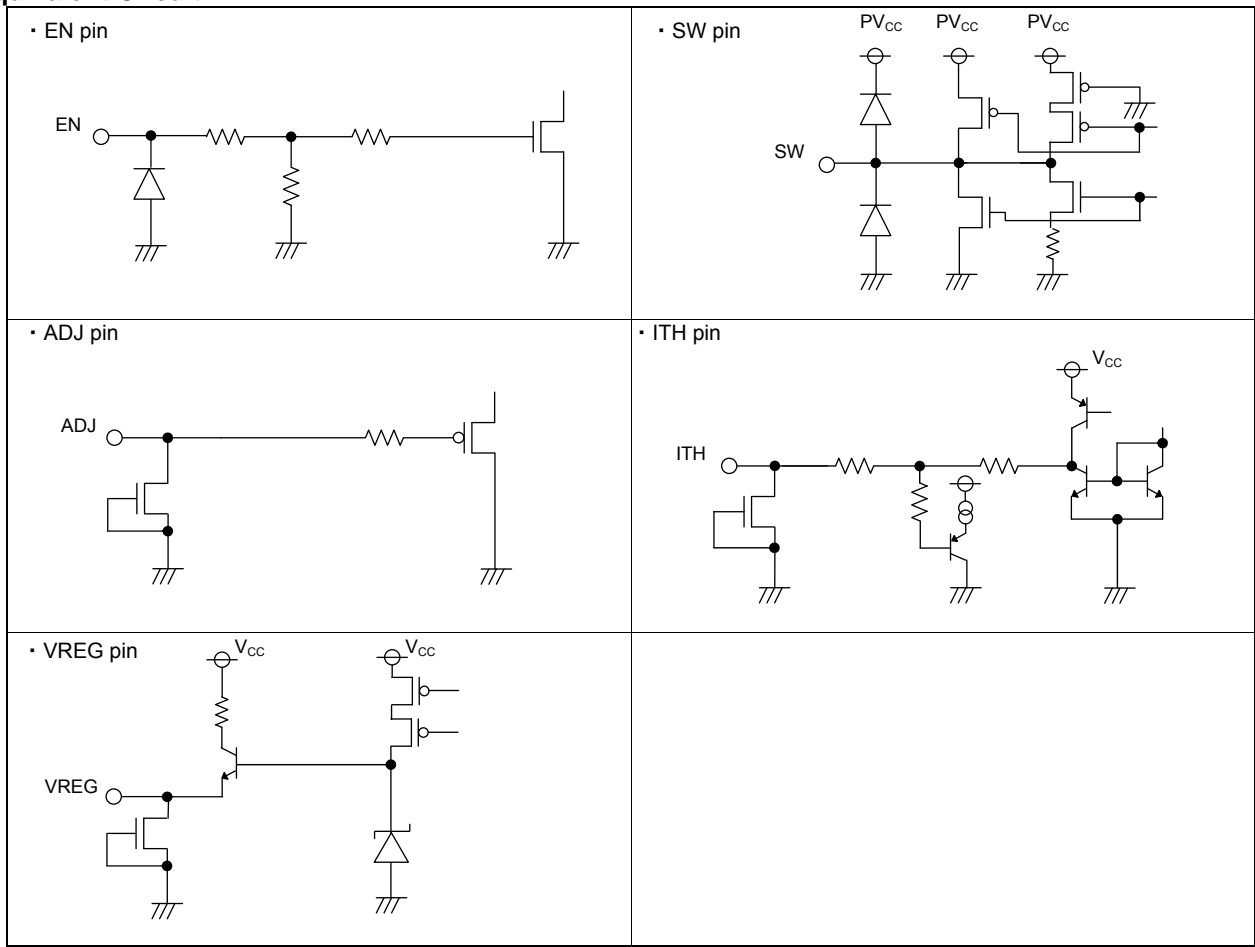 ・EN pin
EN
・SW pin
PVCC PVCC PVCC
SW
・ADJ pin
ADJ
・ITH pin
VCC
ITH
・VREG pin
VCC VCC
VREG